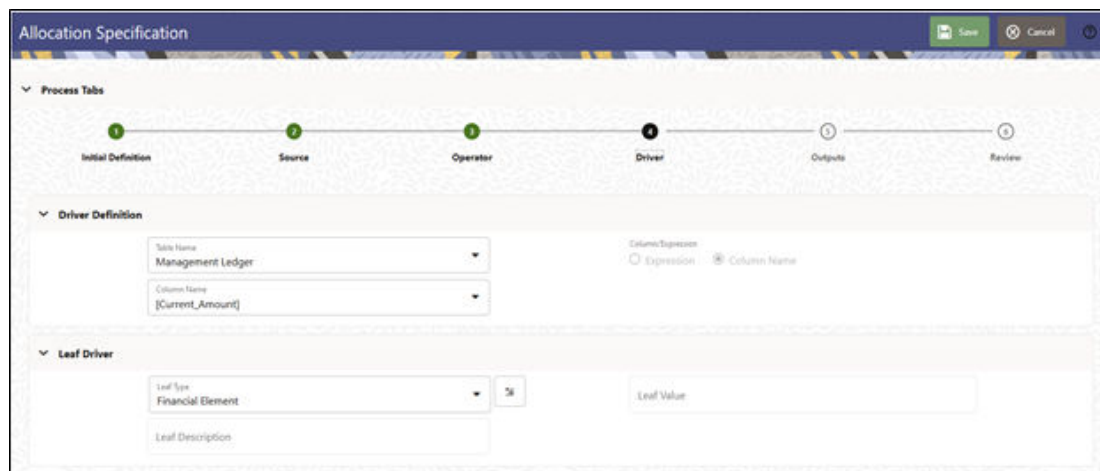 Allocation Specification
Save
Cancel
Process Tabs
1 2 3 4 5 6
Initial Definition Source Operator Driver Outputs Review
Driver Definition
Table Name
Management Ledger
Column/Expression
Expression Column Name
Column Name
[Current_Amount]
Leaf Driver
Leaf Type
Financial Element
Leaf Value
Leaf Description